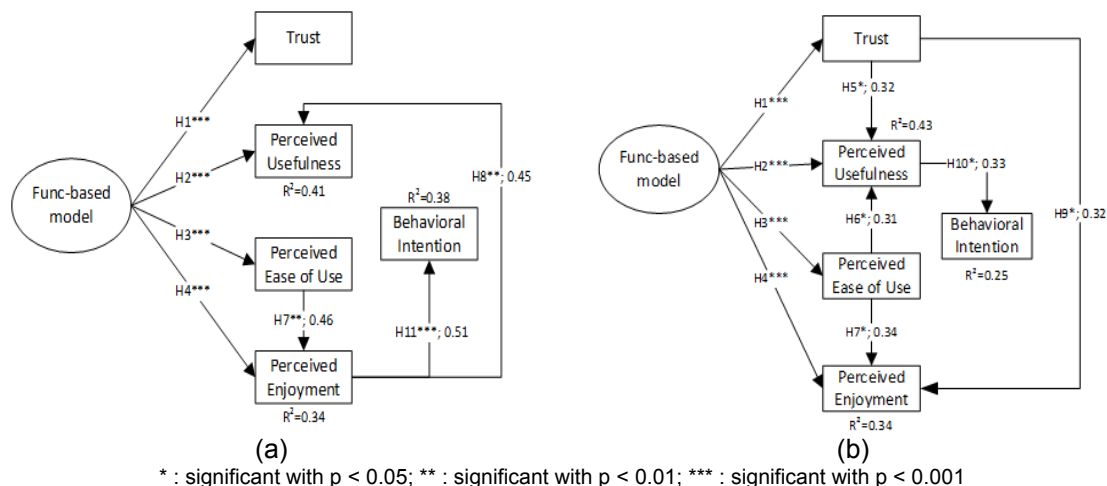 Trust
H1***
Perceived
Usefulness
R²=0.41
H2***
Func-based
model
H3***
H4***
Perceived
Ease of Use
H7**; 0.46
Perceived
Enjoyment
R²=0.34
R²=0.38
Behavioral
Intention
H8**; 0.45
H11***; 0.51
(a)
Trust
H1***
H5*; 0.32
R²=0.43
Perceived
Usefulness
H2***
H10*; 0.33
Func-based
model
H3***
H6*; 0.31
Behavioral
Intention
R²=0.25
H9*; 0.32
H4***
Perceived
Ease of Use
H7*; 0.34
Perceived
Enjoyment
R²=0.34
(b)
* : significant with p < 0.05; ** : significant with p < 0.01; *** : significant with p < 0.001